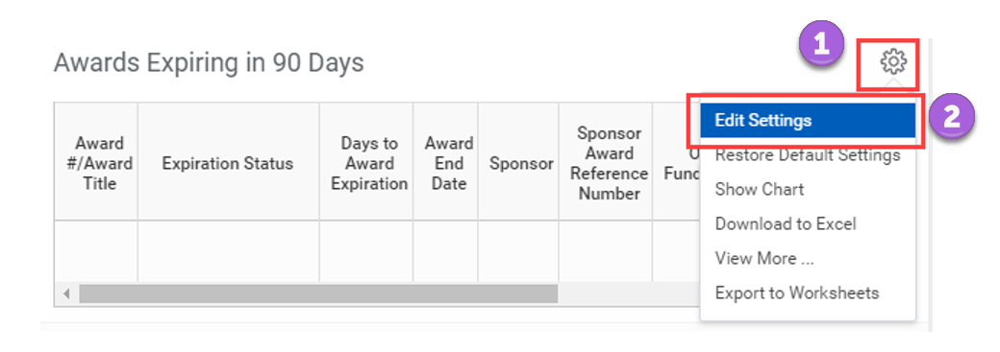 Awards Expiring in 90 Days
1
2
Award
#/Award
Title
Expiration Status
Days to
Award
Expiration
Award
End
Date
Sponsor
Sponsor
Award
Reference
Number
O
Fund
Edit Settings
Restore Default Settings
Show Chart
Download to Excel
View More ...
Export to Worksheets